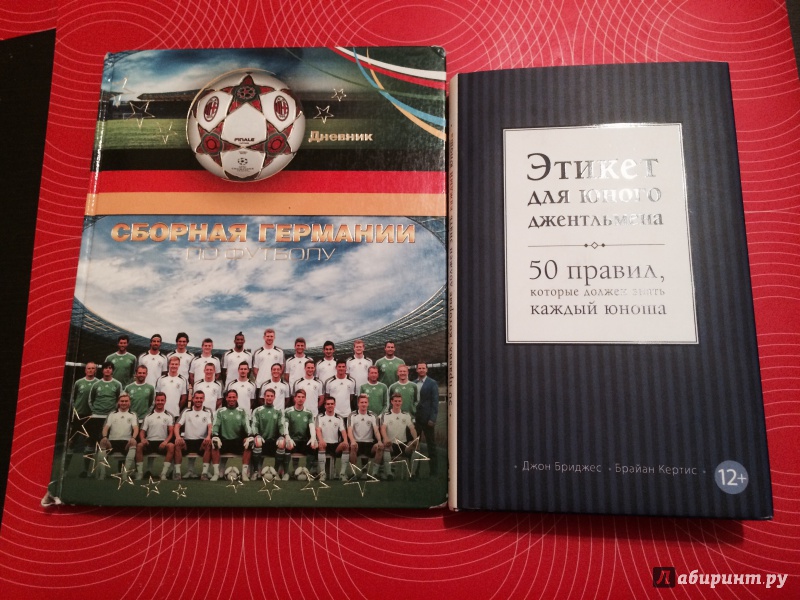 FINALE
Дневник
СБОРНАЯ ГЕРМАНИИ
ПО ФУТБОЛУ
Этикет
для юного
джентльмена
50 правил,
которые должен знать
каждый юноша
• Джон Бриджес • Брайан Кертис •
12+
Лабиринт.ру